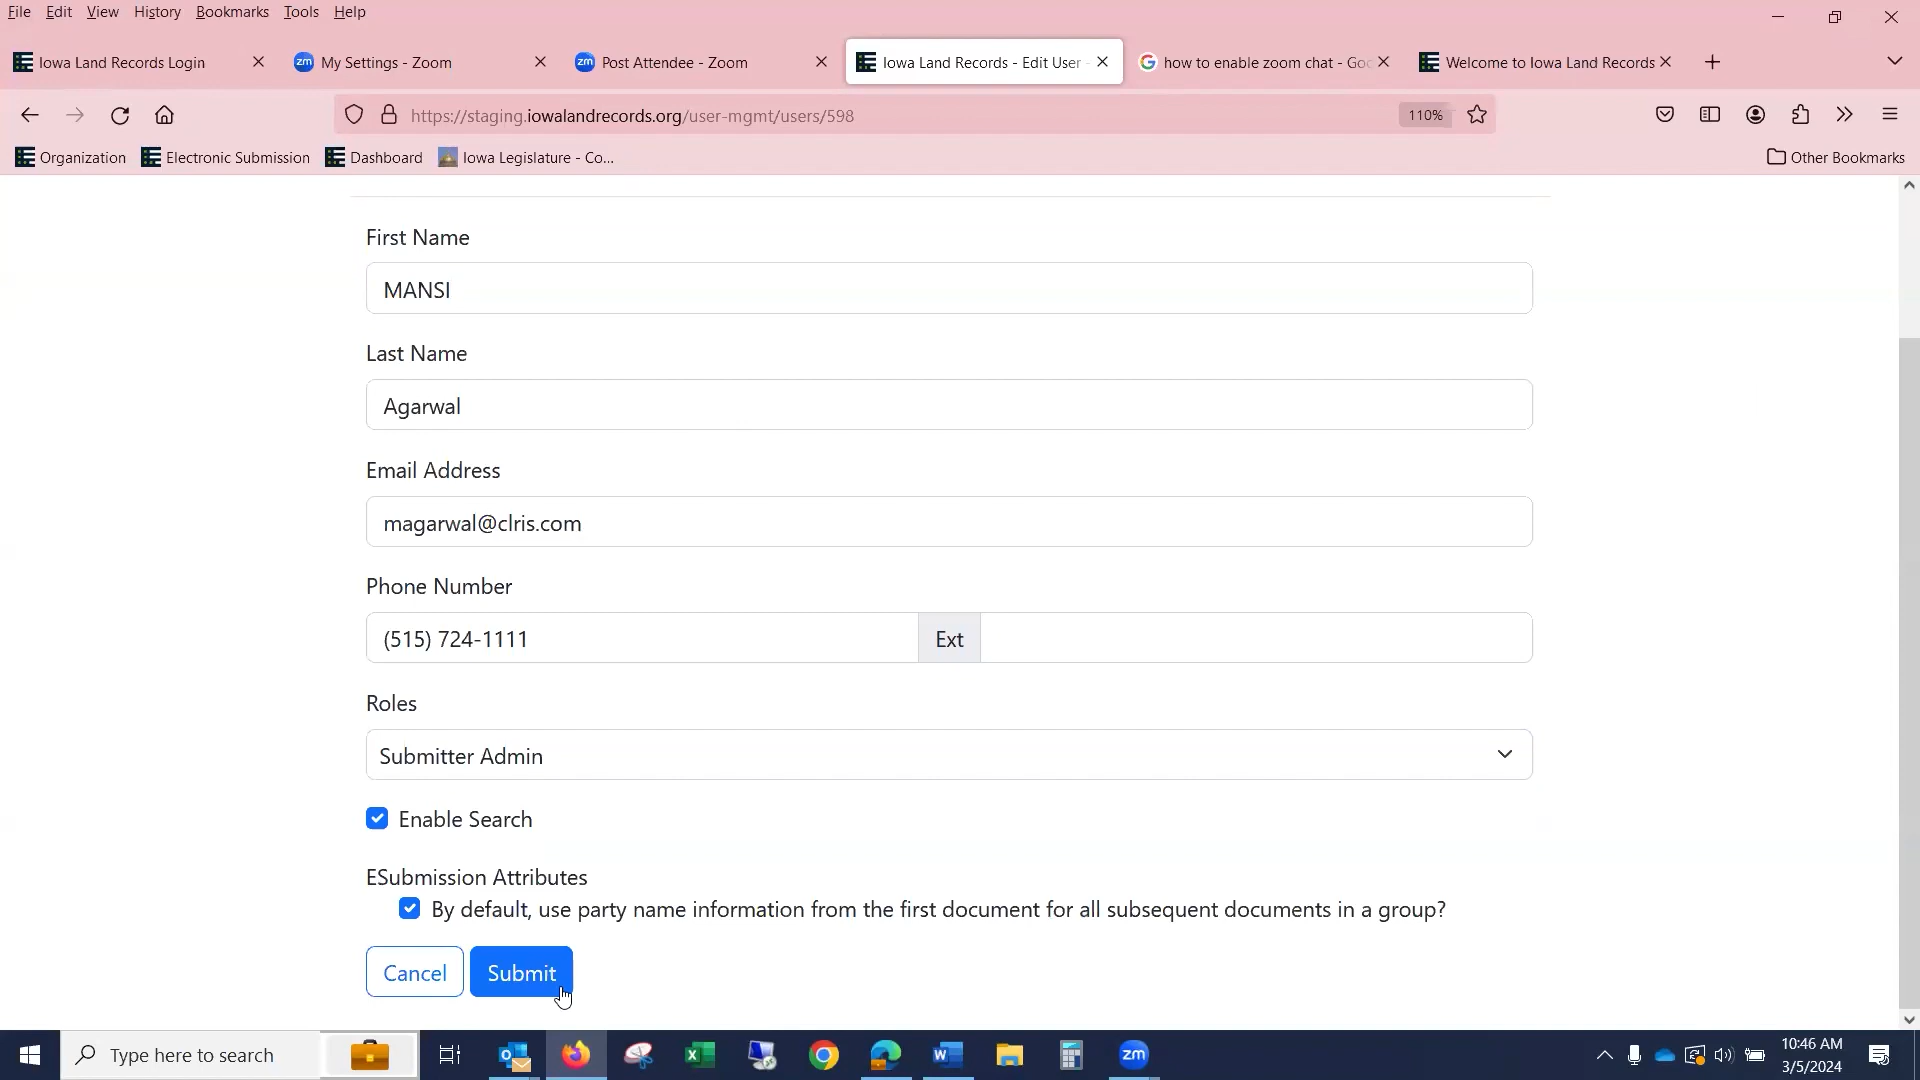 File Edit View History Bookmarks Tools Help
Iowa Land Records Login
zm My Settings - Zoom
zm Post Attendee - Zoom
Iowa Land Records - Edit User -
how to enable zoom chat - Goo
Welcome to Iowa Land Records
https://staging.iowalandrecords.org/user-mgmt/users/598
110%
Organization Electronic Submission Dashboard Iowa Legislature - Co... Other Bookmarks
First Name
MANSI
Last Name
Agarwal
Email Address
magarwal@clris.com
Phone Number
(515) 724-1111 Ext
Roles
Submitter Admin
Enable Search
ESubmission Attributes
By default, use party name information from the first document for all subsequent documents in a group?
Cancel Submit
Type here to search
zm
10:46 AM
3/5/2024